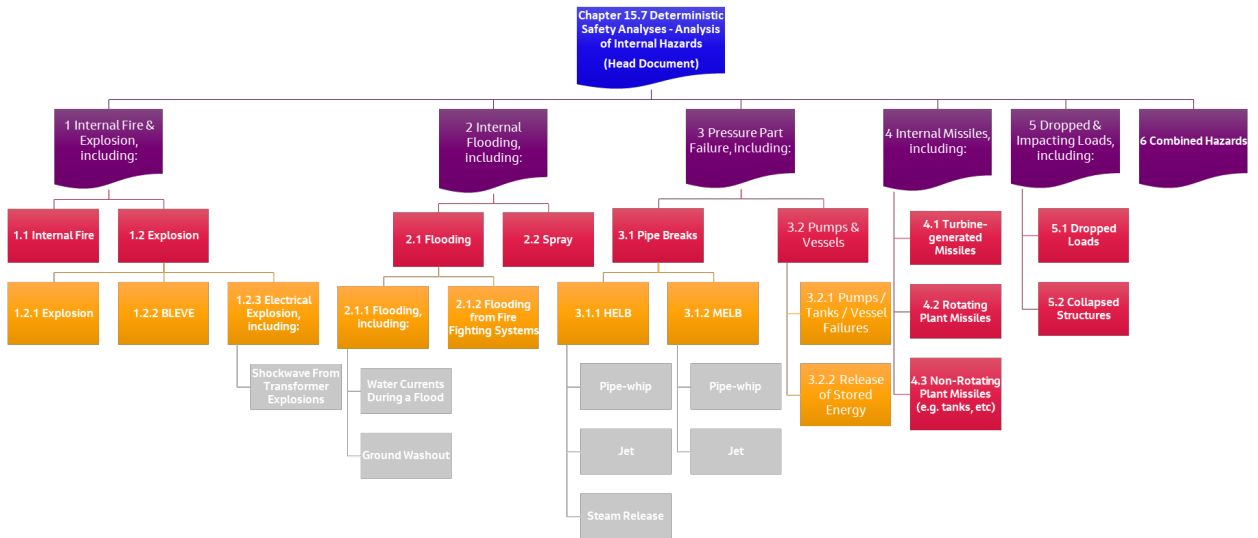 Chapter 15.7 Deterministic
Safety Analyses - Analysis
of Internal Hazards
(Head Document)
1 Internal Fire &
Explosion,
including:
2 Internal
Flooding,
including:
3 Pressure Part
Failure, including:
4 Internal Missiles,
including:
5 Dropped &
Impacting Loads,
including:
6 Combined Hazards
1.1 Internal Fire
1.2 Explosion
2.1 Flooding
2.2 Spray
3.1 Pipe Breaks
3.2 Pumps &
Vessels
4.1 Turbine-
generated
Missiles
5.1 Dropped
Loads
1.2.1 Explosion
1.2.2 BLEVE
1.2.3 Electrical
Explosion,
including:
2.1.1 Flooding,
including:
2.1.2 Flooding
from Fire
Fighting Systems
3.1.1 HELB
3.1.2 MELB
3.2.1 Pumps /
Tanks / Vessel
Failures
4.2 Rotating
Plant Missiles
5.2 Collapsed
Structures
Shockwave From
Transformer
Explosions
Water Currents
During a Flood
Pipe-whip
Pipe-whip
3.2.2 Release
of Stored
Energy
4.3 Non-Rotating
Plant Missiles
(e.g. tanks, etc)
Ground Washout
Jet
Jet
Steam Release